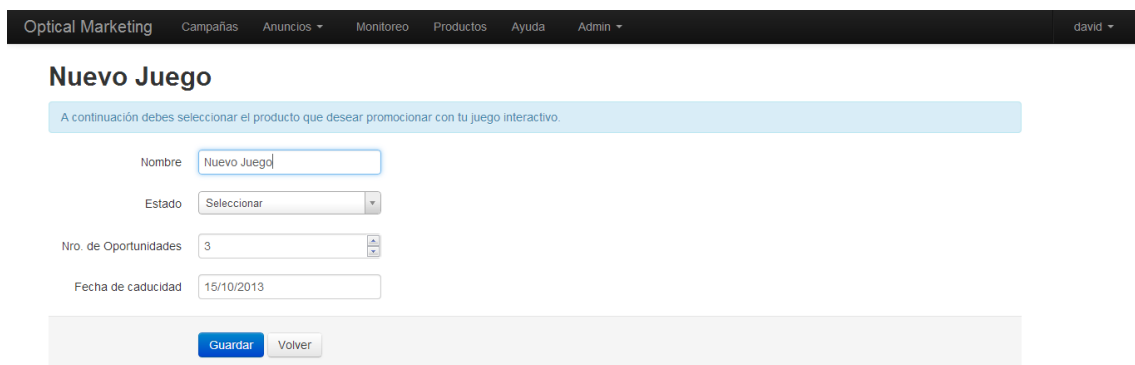 Optical Marketing Campañas Anuncios Monitoreo Productos Ayuda Admin david
Nuevo Juego
A continuación debes seleccionar el producto que desear promocionar con tu juego interactivo.
Nombre Nuevo Juego
Estado Seleccionar
Nro. de Oportunidades 3
Fecha de caducidad 15/10/2013
Guardar Volver